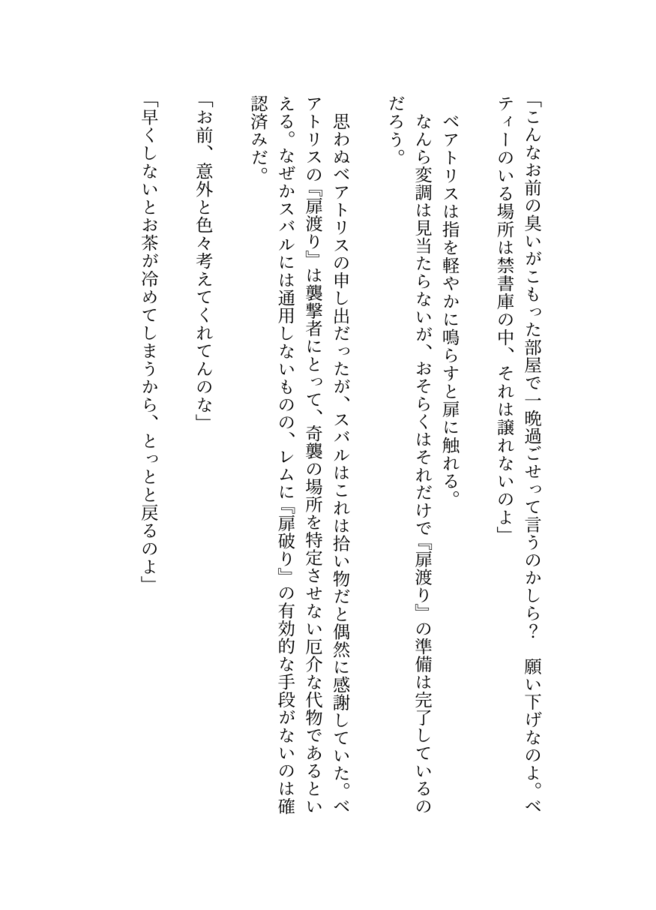 「こんなお前の臭いがこもった部屋で一晩過ごせって言うのかしら？　願い下げなのよ。ベ
ティーのいる場所は禁書庫の中、それは譲れないのよ」
ベアトリスは指を軽やかに鳴らすと扉に触れる。
なんら変調は見当たらないが、おそらくはそれだけで『扉渡り』の準備は完了しているの
だろう。
思わぬベアトリスの申し出だったが、スバルはこれは拾い物だと偶然に感謝していた。ベ
アトリスの『扉渡り』は襲撃者にとって、奇襲の場所を特定させない厄介な代物であるとい
える。なぜかスバルには通用しないものの、レムに『扉破り』の有効的な手段がないのは確
認済みだ。
「お前、意外と色々考えてくれてんのな」
「早くしないとお茶が冷めてしまうから、とっとと戻るのよ」